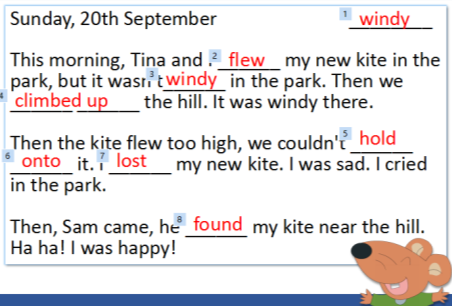 Sunday, 20th September 1 windy
This morning, Tina and I 2 flew my new kite in the
park, but it wasn't 3 windy in the park. Then we
4 climbed up the hill. It was windy there.
Then the kite flew too high, we couldn't 5 hold
6 onto it. I 7 lost my new kite. I was sad. I cried
in the park.
Then, Sam came, he 8 found my kite near the hill.
Ha ha! I was happy!